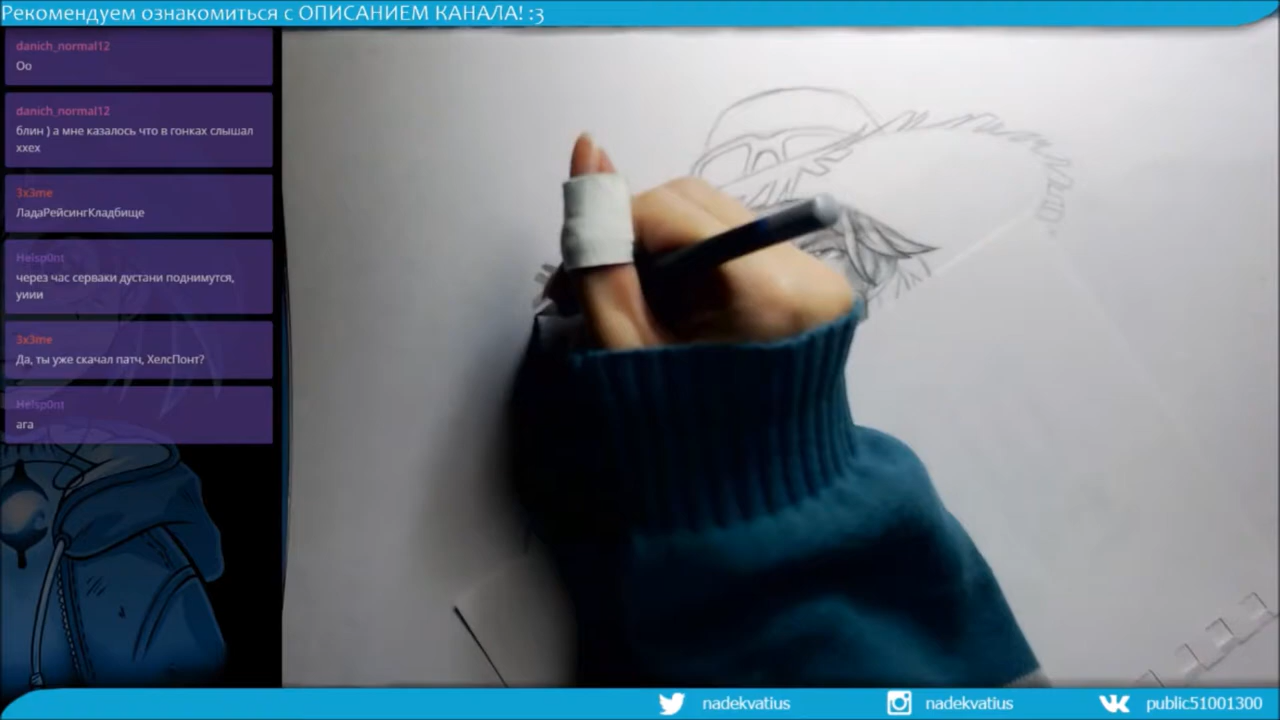 Рекомендуем ознакомиться с ОПИСАНИЕМ КАНАЛА! :3
danich_normal12
Oo
danich_normal12
блин ) а мне казалось что в гонках слышал
ххех
3x3me
ЛадаРейсингКладбище
Helsp0nt
через час серваки дустани поднимутся,
уиии
3x3me
Да, ты уже скачал патч, ХелсПонт?
Helsp0nt
ага
nadekvatius
nadekvatius
public51001300